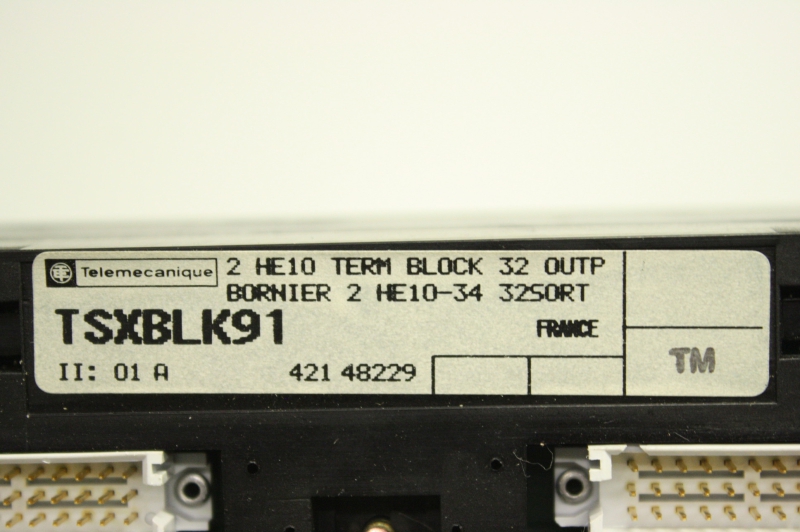 Telemecanique 2 HE10 TERM BLOCK 32 OUTP
BORNIER 2 HE10-34 32SORT
TSXBLK91 FRANCE
II: 01 A 421 48229
TM